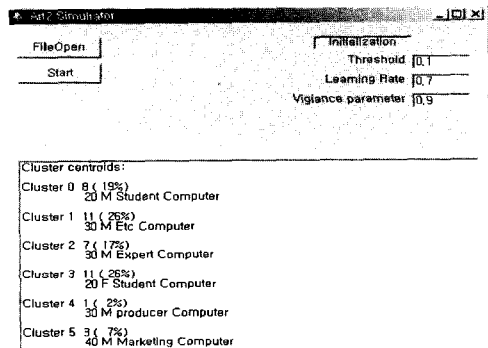 Art2 Simulrator
FileOpen
Initialization
Start
Threshold 0.1
Learning Rate 0.7
Vigiance parameter 0.9
Cluster centroids:
Cluster 0 8 ( 19%)
20 M Student Computer
Cluster 1 11 ( 26%)
30 M Etc Computer
Cluster 2 7 ( 17%)
30 M Expert Computer
Cluster 3 11 ( 26%)
20 F Student Computer
Cluster 4 1 ( 2%)
30 M producer Computer
Cluster 5 3 ( 7%)
40 M Marketing Computer